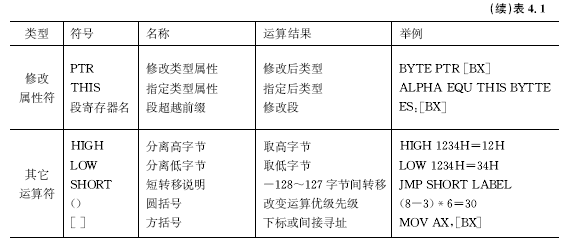 (续)表 4.1
类型 符号 名称 运算结果 举例
修改属性符 PTR 修改类型属性 修改后类型 BYTE PTR [BX]
THIS 指定类型属性 指定后类型 ALPHA EQU THIS BYTTE
段寄存器名 段超越前缀 修改段 ES:[BX]
其它运算符 HIGH 分离高字节 取高字节 HIGH 1234H=12H
LOW 分离低字节 取低字节 LOW 1234H=34H
SHORT 短转移说明 -128~127 字节间转移 JMP SHORT LABEL
() 圆括号 改变运算优级先级 (8-3)*6=30
[ ] 方括号 下标或间接寻址 MOV AX,[BX]